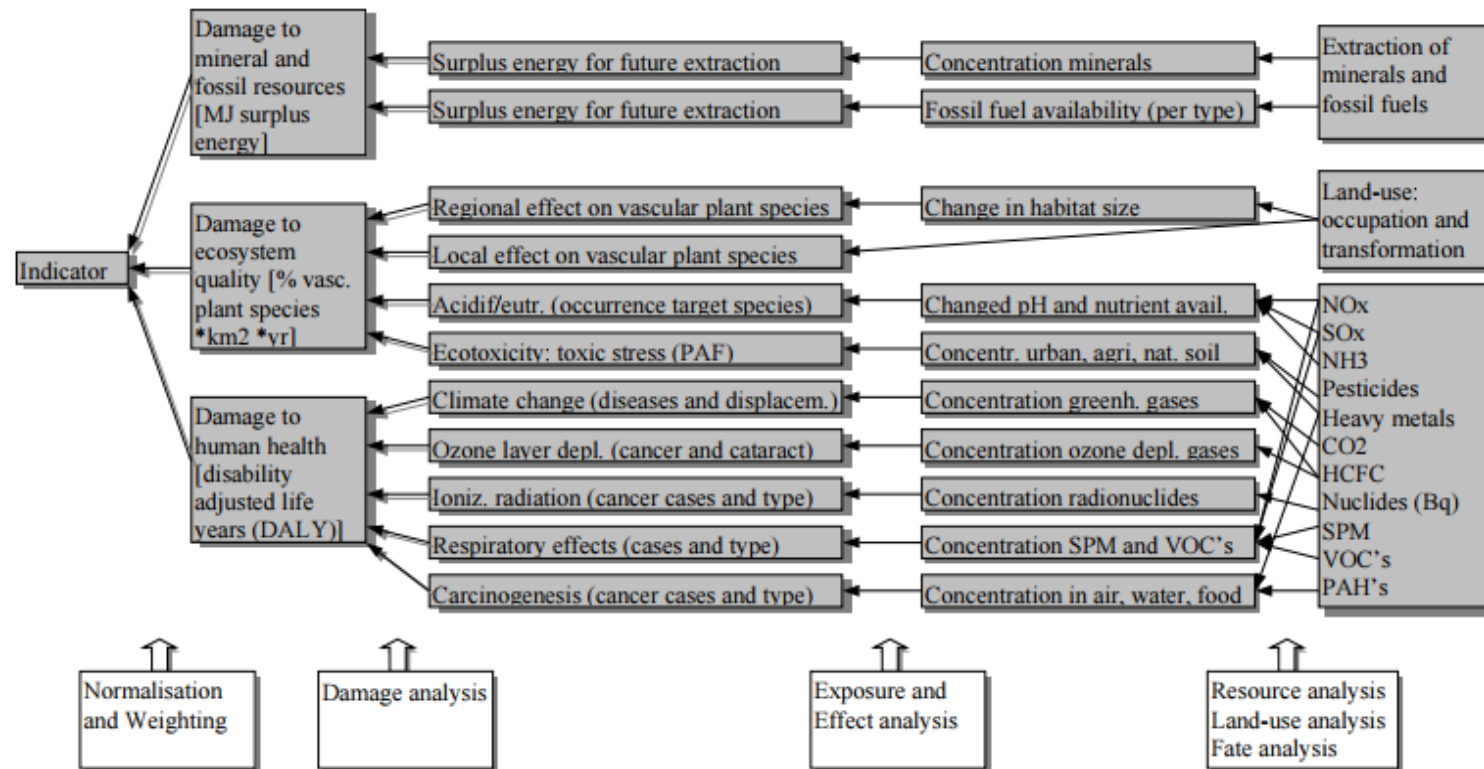 Damage to
mineral and
fossil resources
[MJ surplus
energy]
Surplus energy for future extraction
Concentration minerals
Extraction of
minerals and
fossil fuels
Surplus energy for future extraction
Fossil fuel availability (per type)
Indicator
Damage to
ecosystem
quality [% vasc.
plant species
*km2 *yr]
Regional effect on vascular plant species
Change in habitat size
Land-use:
occupation and
transformation
Local effect on vascular plant species
Acidif/eutr. (occurrence target species)
Changed pH and nutrient avail.
Ecotoxicity: toxic stress (PAF)
Concentr. urban, agri, nat. soil
Damage to
human health
[disability
adjusted life
years (DALY)]
Climate change (diseases and displacem.)
Concentration greenh. gases
Ozone layer depl. (cancer and cataract)
Concentration ozone depl. gases
Ioniz. radiation (cancer cases and type)
Concentration radionuclides
Respiratory effects (cases and type)
Concentration SPM and VOC's
Carcinogenesis (cancer cases and type)
Concentration in air, water, food
NOx
SOx
NH3
Pesticides
Heavy metals
CO2
HCFC
Nuclides (Bq)
SPM
VOC's
PAH's
Normalisation
and Weighting
Damage analysis
Exposure and
Effect analysis
Resource analysis
Land-use analysis
Fate analysis